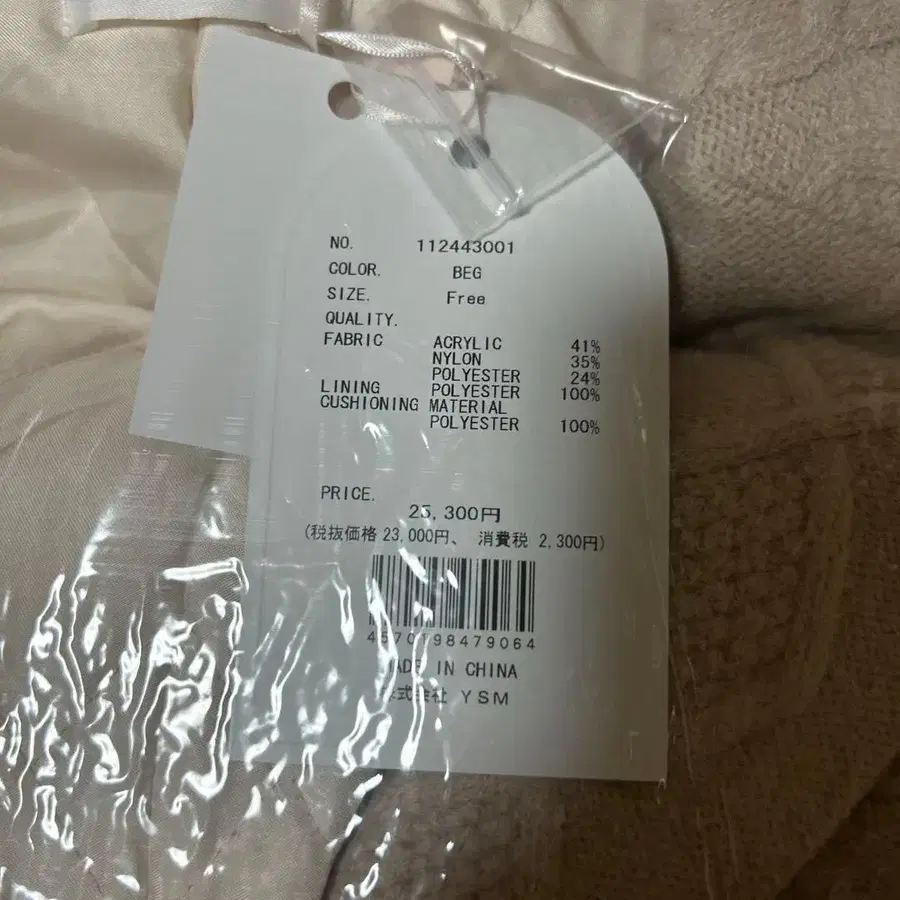 NO. 112443001
COLOR. BEG
SIZE. Free
QUALITY.
FABRIC ACRYLIC 41%
NYLON 35%
POLYESTER 24%
LINING POLYESTER 100%
CUSHIONING MATERIAL
POLYESTER 100%
PRICE.
25,300円
(税抜価格 23,000円、 消費税 2,300円)
4570198479064
MADE IN CHINA
株式会社 YSM